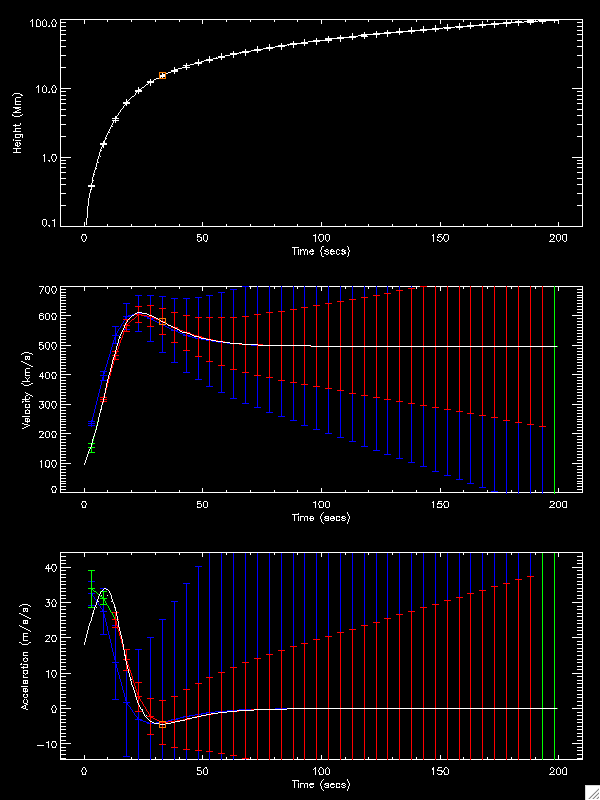 100.0
10.0
1.0
0.1
Height (Mm)
0 50 100 150 200
Time (secs)
700
600
500
400
300
200
100
0
Velocity (km/s)
0 50 100 150 200
Time (secs)
40
30
20
10
0
−10
Acceleration (m/s/s)
0 50 100 150 200
Time (secs)